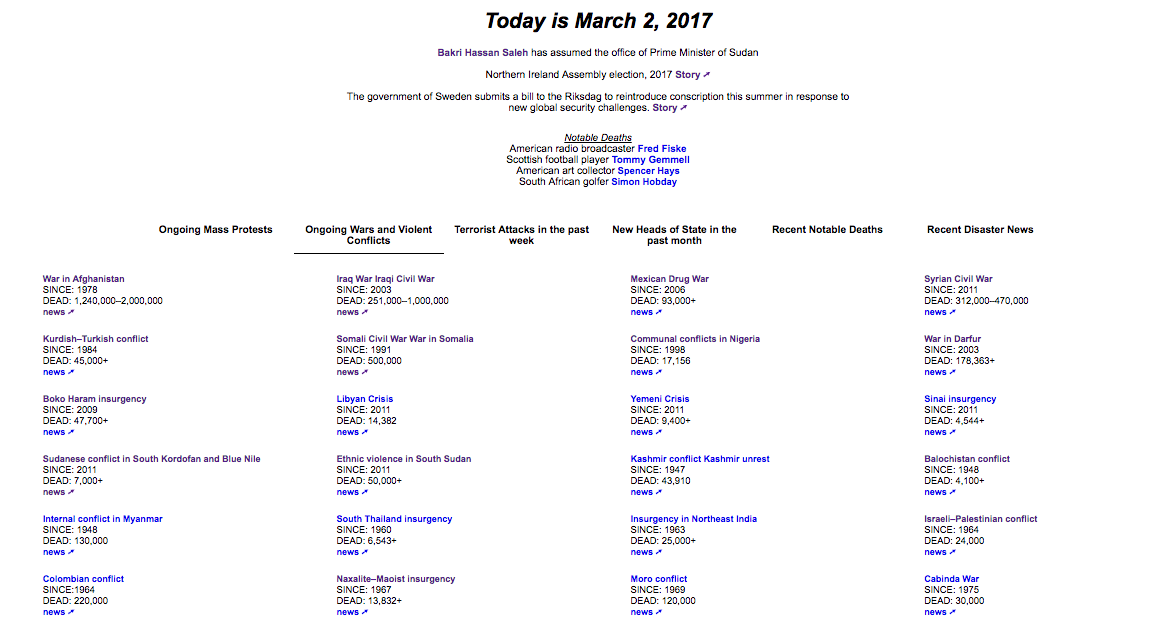 Today is March 2, 2017
Bakri Hassan Saleh has assumed the office of Prime Minister of Sudan
Northern Ireland Assembly election, 2017 Story ➚
The government of Sweden submits a bill to the Riksdag to reintroduce conscription this summer in response to
new global security challenges. Story ➚
Notable Deaths
American radio broadcaster Fred Fiske
Scottish football player Tommy Gemmell
American art collector Spencer Hays
South African golfer Simon Hobday
Ongoing Mass Protests
Ongoing Wars and Violent
Conflicts
Terrorist Attacks in the past
week
New Heads of State in the
past month
Recent Notable Deaths
Recent Disaster News
War in Afghanistan
SINCE: 1978
DEAD: 1,240,000–2,000,000
news ➚
Iraq War Iraqi Civil War
SINCE: 2003
DEAD: 251,000–1,000,000
news ➚
Mexican Drug War
SINCE: 2006
DEAD: 93,000+
news ➚
Syrian Civil War
SINCE: 2011
DEAD: 312,000–470,000
news ➚
Kurdish–Turkish conflict
SINCE: 1984
DEAD: 45,000+
news ➚
Somali Civil War War in Somalia
SINCE: 1991
DEAD: 500,000
news ➚
Communal conflicts in Nigeria
SINCE: 1998
DEAD: 17,156
news ➚
War in Darfur
SINCE: 2003
DEAD: 178,363+
news ➚
Boko Haram insurgency
SINCE: 2009
DEAD: 47,700+
news ➚
Libyan Crisis
SINCE: 2011
DEAD: 14,382
news ➚
Yemeni Crisis
SINCE: 2011
DEAD: 9,400+
news ➚
Sinai insurgency
SINCE: 2011
DEAD: 4,544+
news ➚
Sudanese conflict in South Kordofan and Blue Nile
SINCE: 2011
DEAD: 7,000+
news ➚
Ethnic violence in South Sudan
SINCE: 2011
DEAD: 50,000+
news ➚
Kashmir conflict Kashmir unrest
SINCE: 1947
DEAD: 43,910
news ➚
Balochistan conflict
SINCE: 1948
DEAD: 4,100+
news ➚
Internal conflict in Myanmar
SINCE: 1948
DEAD: 130,000
news ➚
South Thailand insurgency
SINCE: 1960
DEAD: 6,543+
news ➚
Insurgency in Northeast India
SINCE: 1963
DEAD: 25,000+
news ➚
Israeli–Palestinian conflict
SINCE: 1964
DEAD: 24,000
news ➚
Colombian conflict
SINCE:1964
DEAD: 220,000
news ➚
Naxalite–Maoist insurgency
SINCE: 1967
DEAD: 13,832+
news ➚
Moro conflict
SINCE: 1969
DEAD: 120,000
news ➚
Cabinda War
SINCE: 1975
DEAD: 30,000
news ➚